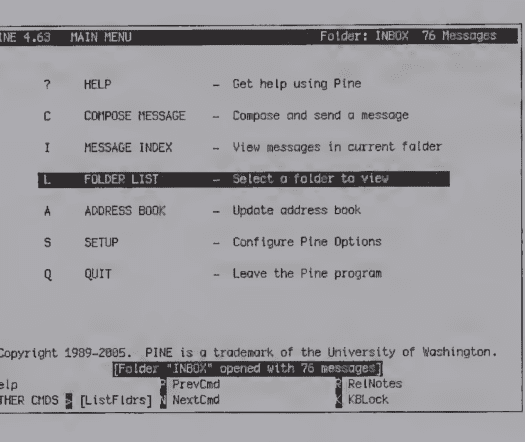 INE 4.63 MAIN MENU Folder: INBOX 76 Messages
? HELP - Get help using Pine
C COMPOSE MESSAGE - Compose and send a message
I MESSAGE INDEX - View messages in current folder
L FOLDER LIST - Select a folder to view
A ADDRESS BOOK - Update address book
S SETUP - Configure Pine Options
Q QUIT - Leave the Pine program
Copyright 1989-2005. PINE is a trademark of the University of Washington.
[Folder "INBOX" opened with 76 messages]
elp P PrevCmd R RelNotes
THER CMDS > [ListFldrs] N NextCmd K KBLock